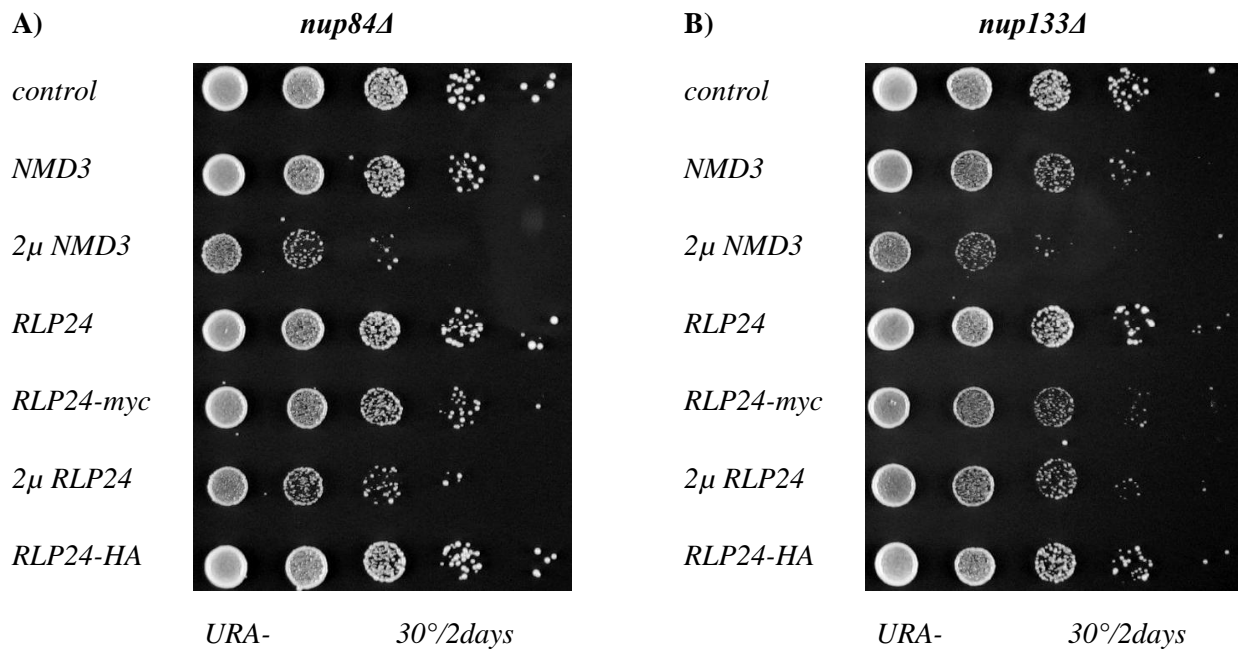 A) nup84Δ
control
NMD3
2μ NMD3
RLP24
RLP24-myc
2μ RLP24
RLP24-HA
URA- 30°/2days
B) nup133Δ
control
NMD3
2μ NMD3
RLP24
RLP24-myc
2μ RLP24
RLP24-HA
URA- 30°/2days